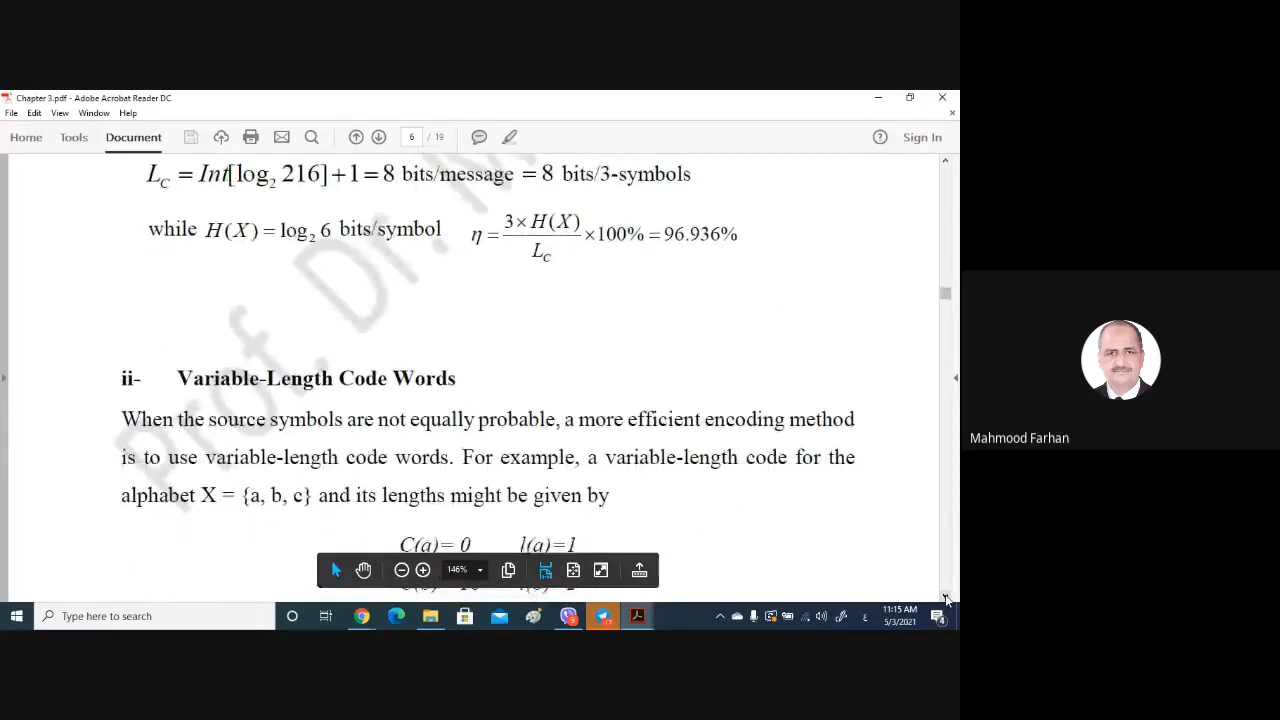 Chapter 3.pdf - Adobe Acrobat Reader DC
File Edit View Window Help
Home Tools Document 6 / 19 Sign In
L_C = Int[log_2 216]+1 = 8 bits/message = 8 bits/3-symbols
while H(X) = log_2 6 bits/symbol η = 3×H(X) / L_C ×100% = 96.936%
ii- Variable-Length Code Words
When the source symbols are not equally probable, a more efficient encoding method
is to use variable-length code words. For example, a variable-length code for the
alphabet X = {a, b, c} and its lengths might be given by
C(a)= 0 l(a)=1
146%
Prof. Dr. M
Type here to search
9
17
ع
11:15 AM
5/3/2021
4
Mahmood Farhan